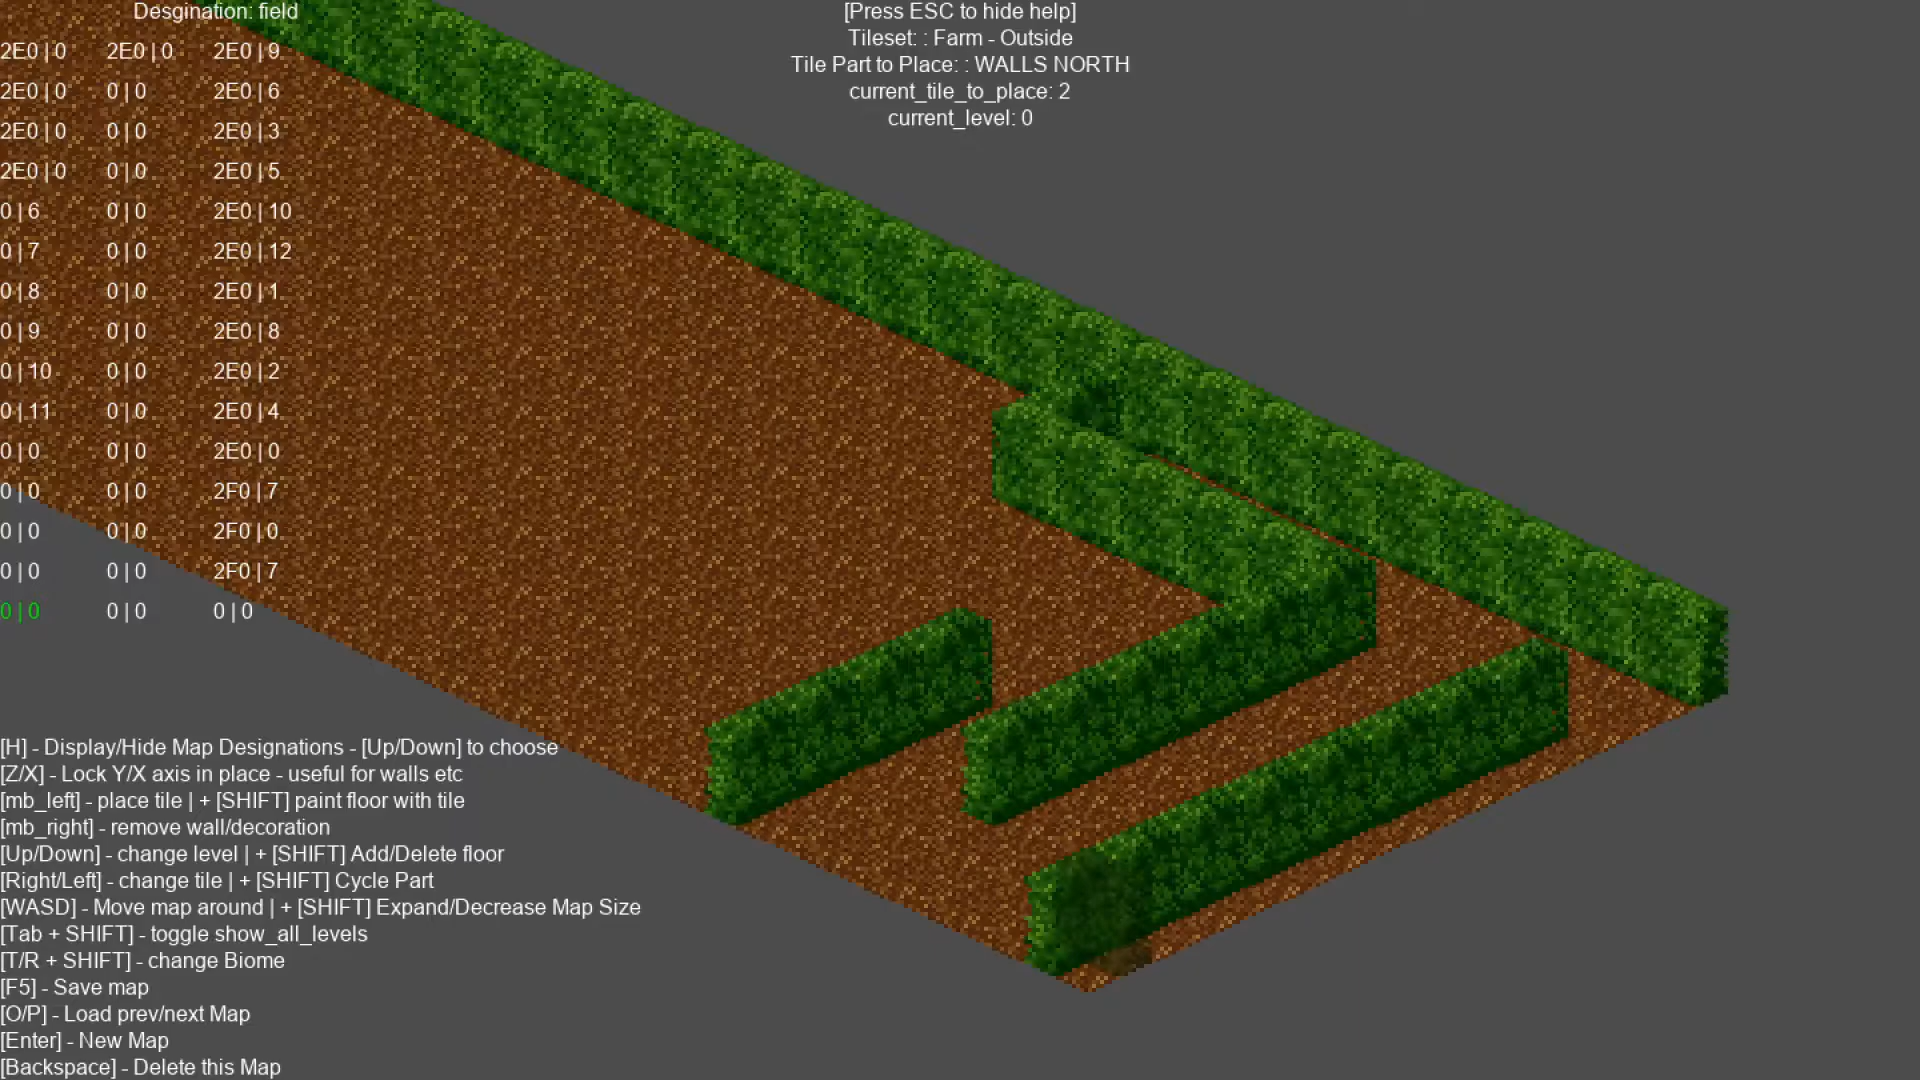 Desgination: field
[Press ESC to hide help]
Tileset: : Farm - Outside
Tile Part to Place: : WALLS NORTH
current_tile_to_place: 2
current_level: 0
2E0 | 0 2E0 | 0 2E0 | 9
2E0 | 0 0 | 0 2E0 | 6
2E0 | 0 0 | 0 2E0 | 3
2E0 | 0 0 | 0 2E0 | 5
0 | 6 0 | 0 2E0 | 10
0 | 7 0 | 0 2E0 | 12
0 | 8 0 | 0 2E0 | 1
0 | 9 0 | 0 2E0 | 8
0 | 10 0 | 0 2E0 | 2
0 | 11 0 | 0 2E0 | 4
0 | 0 0 | 0 2E0 | 0
0 | 0 0 | 0 2F0 | 7
0 | 0 0 | 0 2F0 | 0
0 | 0 0 | 0 2F0 | 7
0 | 0 0 | 0 0 | 0
[H] - Display/Hide Map Designations - [Up/Down] to choose
[Z/X] - Lock Y/X axis in place - useful for walls etc
[mb_left] - place tile | + [SHIFT] paint floor with tile
[mb_right] - remove wall/decoration
[Up/Down] - change level | + [SHIFT] Add/Delete floor
[Right/Left] - change tile | + [SHIFT] Cycle Part
[WASD] - Move map around | + [SHIFT] Expand/Decrease Map Size
[Tab + SHIFT] - toggle show_all_levels
[T/R + SHIFT] - change Biome
[F5] - Save map
[O/P] - Load prev/next Map
[Enter] - New Map
[Backspace] - Delete this Map